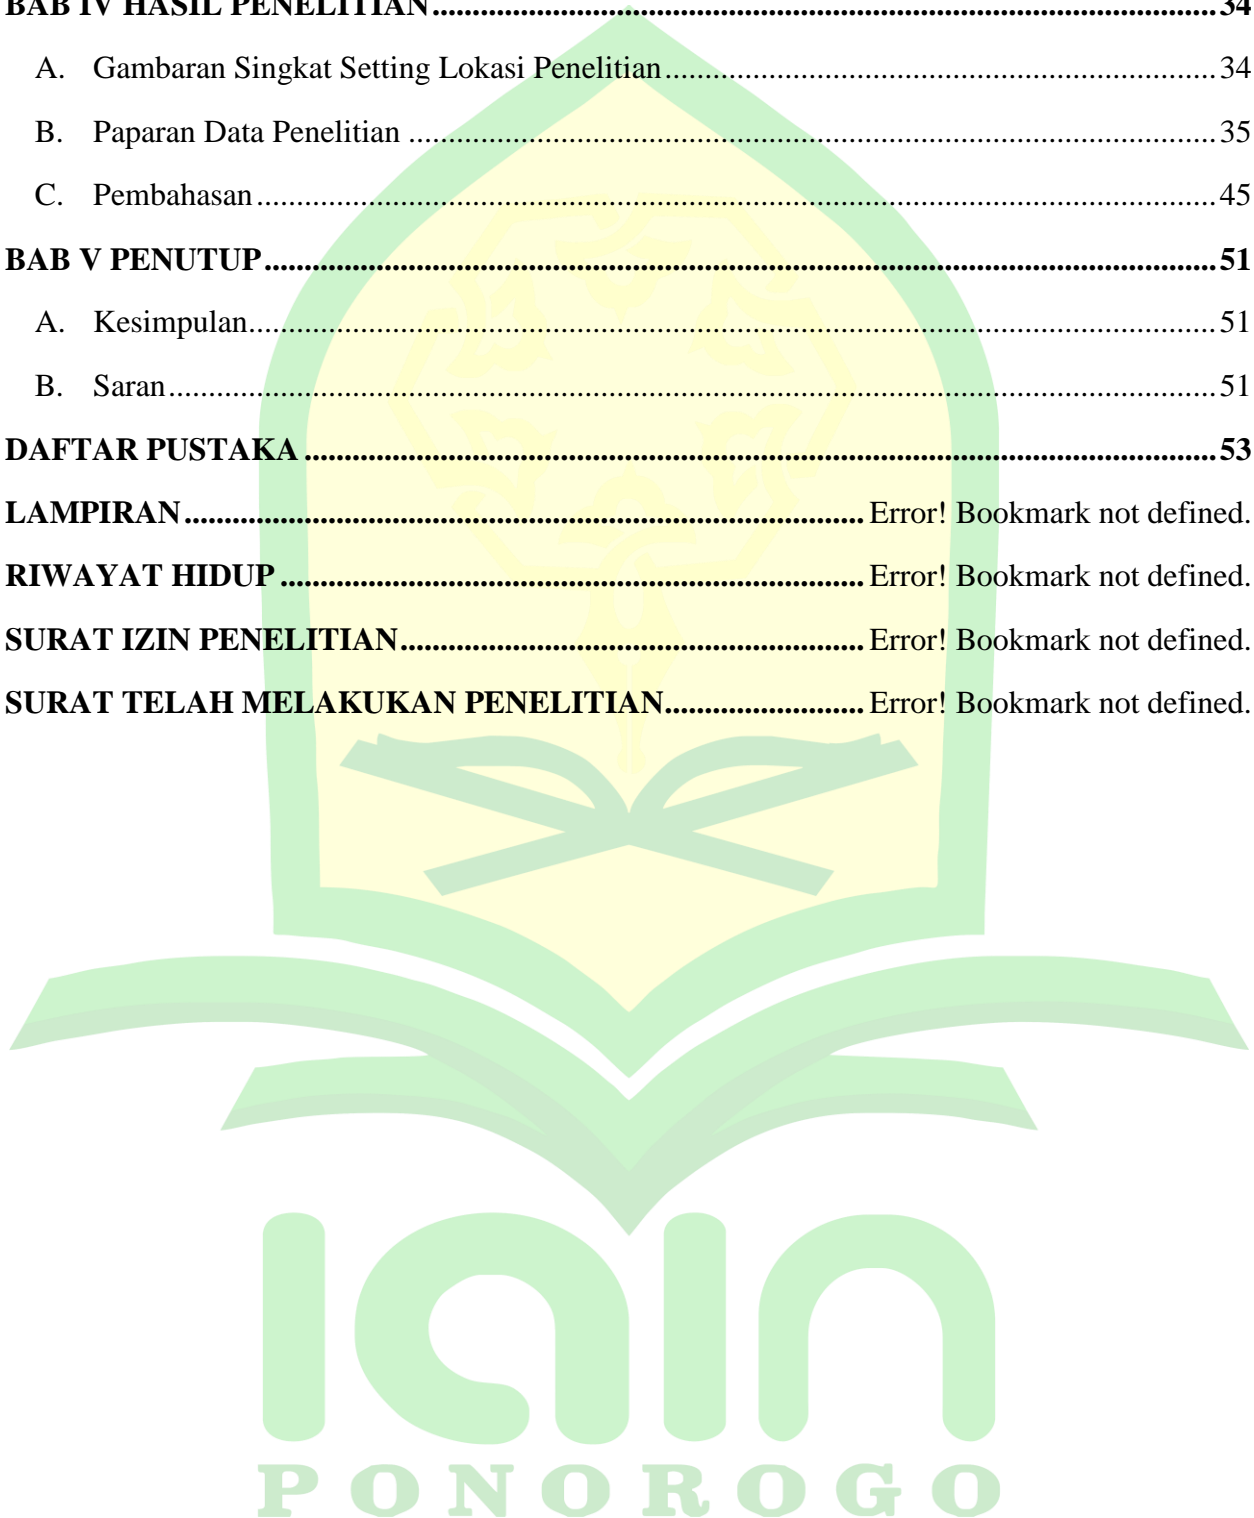 BAB IV HASIL PENELITIAN................................................................................................34
A. Gambaran Singkat Setting Lokasi Penelitian.....................................................................34
B. Paparan Data Penelitian .....................................................................................................35
C. Pembahasan.......................................................................................................................45
BAB V PENUTUP...................................................................................................................51
A. Kesimpulan........................................................................................................................51
B. Saran..................................................................................................................................51
DAFTAR PUSTAKA ..............................................................................................................53
LAMPIRAN.................................................................................. Error! Bookmark not defined.
RIWAYAT HIDUP ...................................................................... Error! Bookmark not defined.
SURAT IZIN PENELITIAN........................................................ Error! Bookmark not defined.
SURAT TELAH MELAKUKAN PENELITIAN........................ Error! Bookmark not defined.
iain
PONOROGO